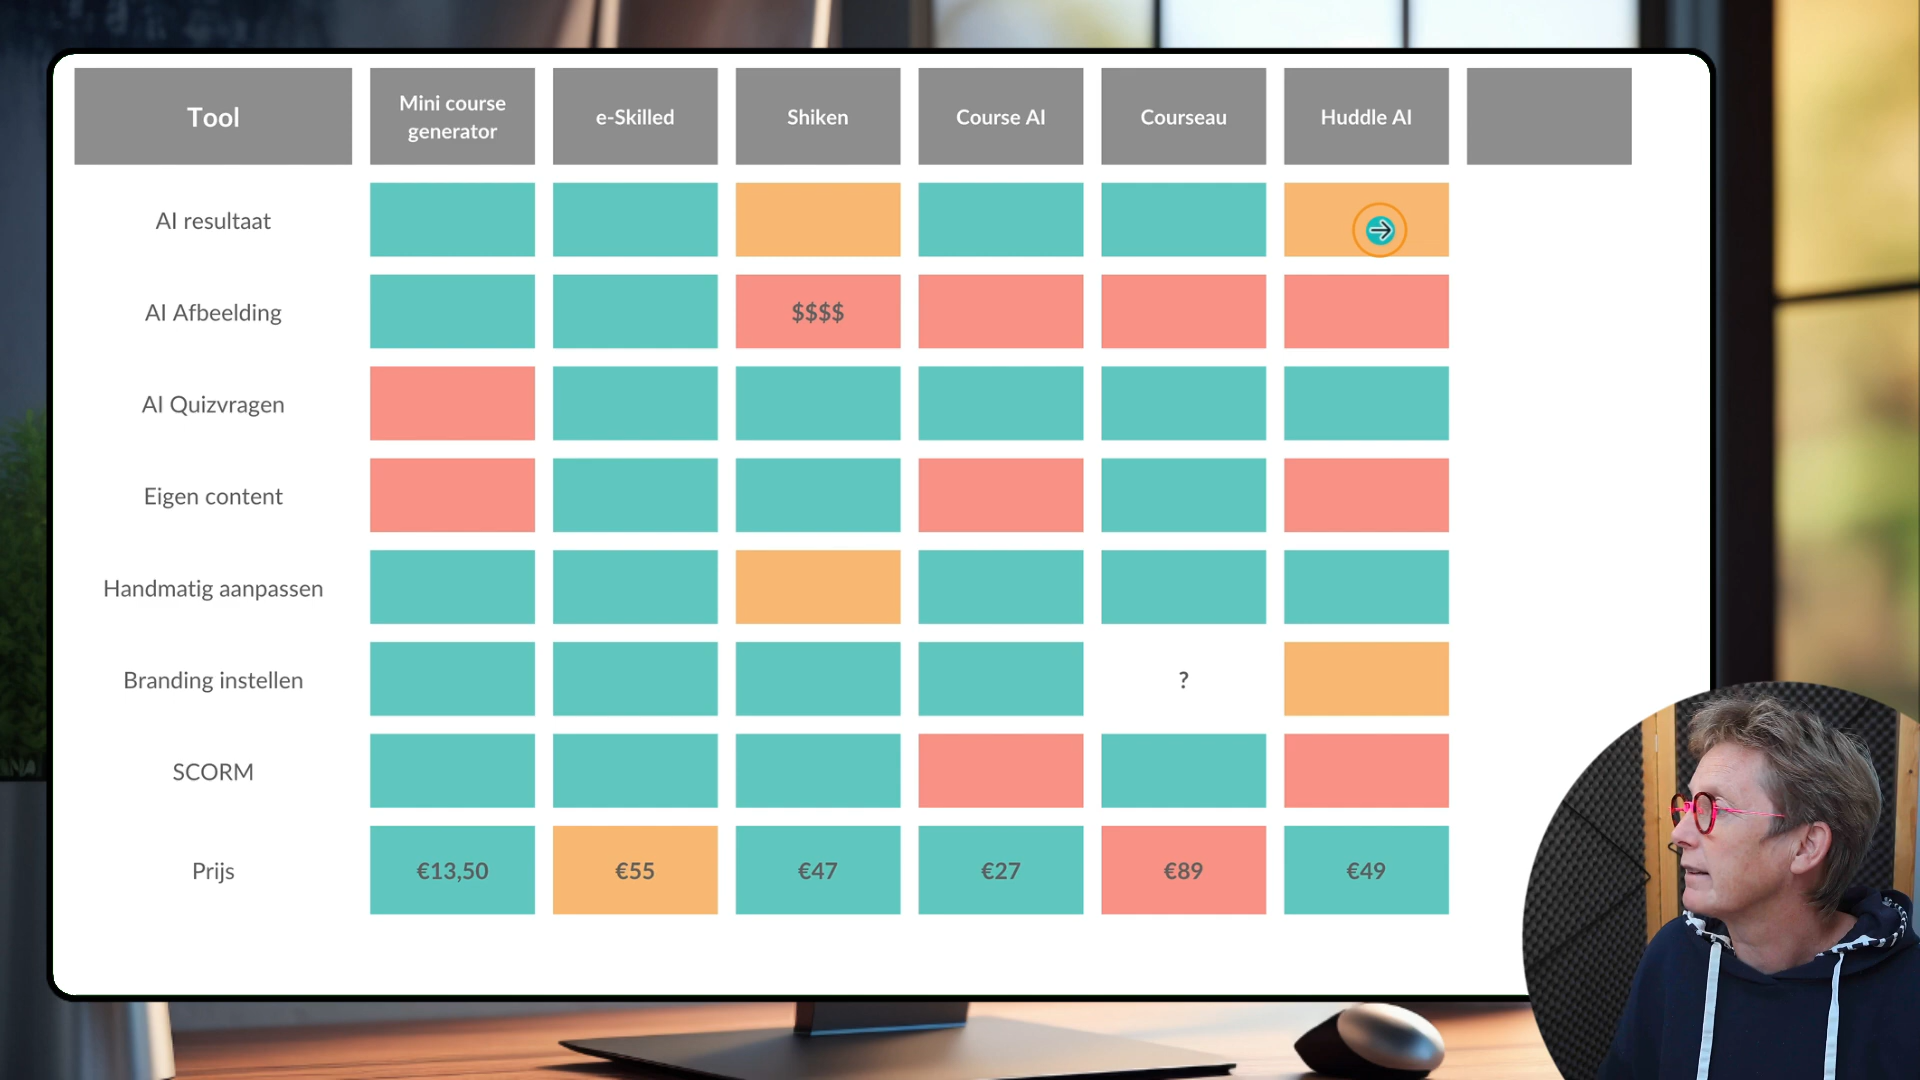 Tool
Mini course
generator
e-Skilled
Shiken
Course AI
Courseau
Huddle AI
AI resultaat
AI Afbeelding
$$$$
AI Quizvragen
Eigen content
Handmatig aanpassen
Branding instellen
?
SCORM
Prijs
€13,50
€55
€47
€27
€89
€49